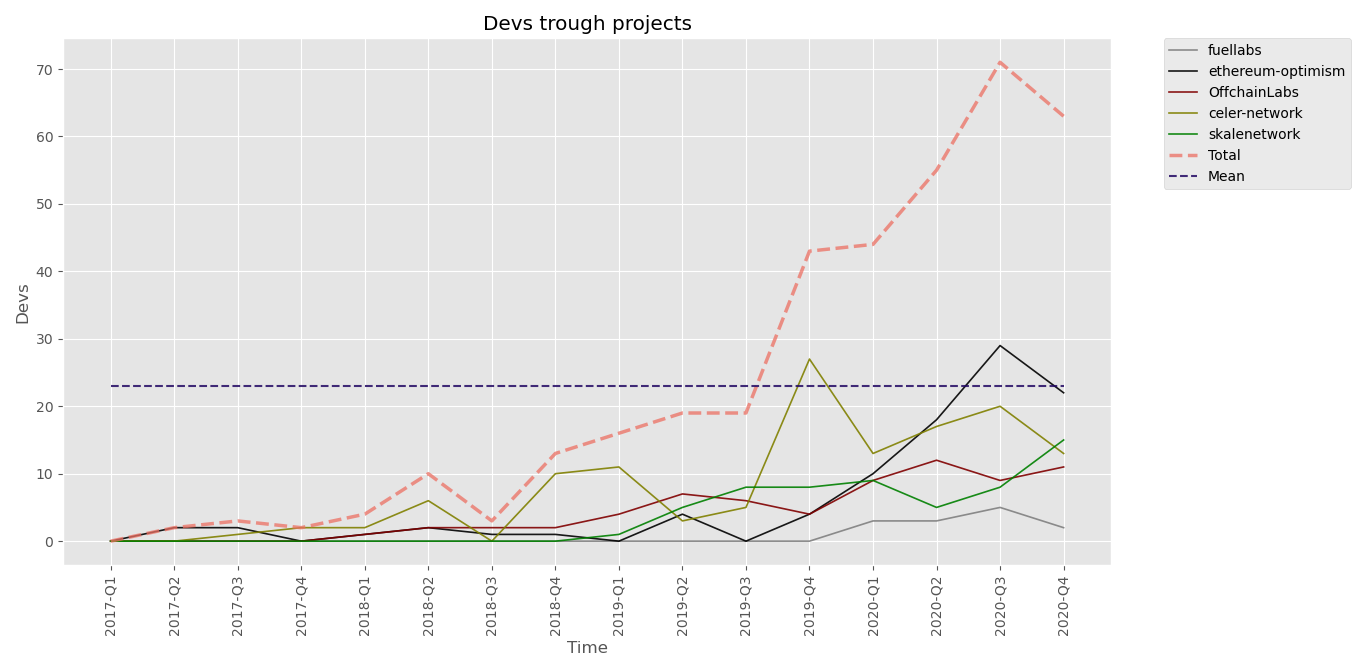 Devs trough projects
70
60
50
40
30
20
10
0
Devs
2017-Q1
2017-Q2
2017-Q3
2017-Q4
2018-Q1
2018-Q2
2018-Q3
2018-Q4
2019-Q1
2019-Q2
2019-Q3
2019-Q4
2020-Q1
2020-Q2
2020-Q3
2020-Q4
Time
fuellabs
ethereum-optimism
OffchainLabs
celer-network
skalenetwork
Total
Mean